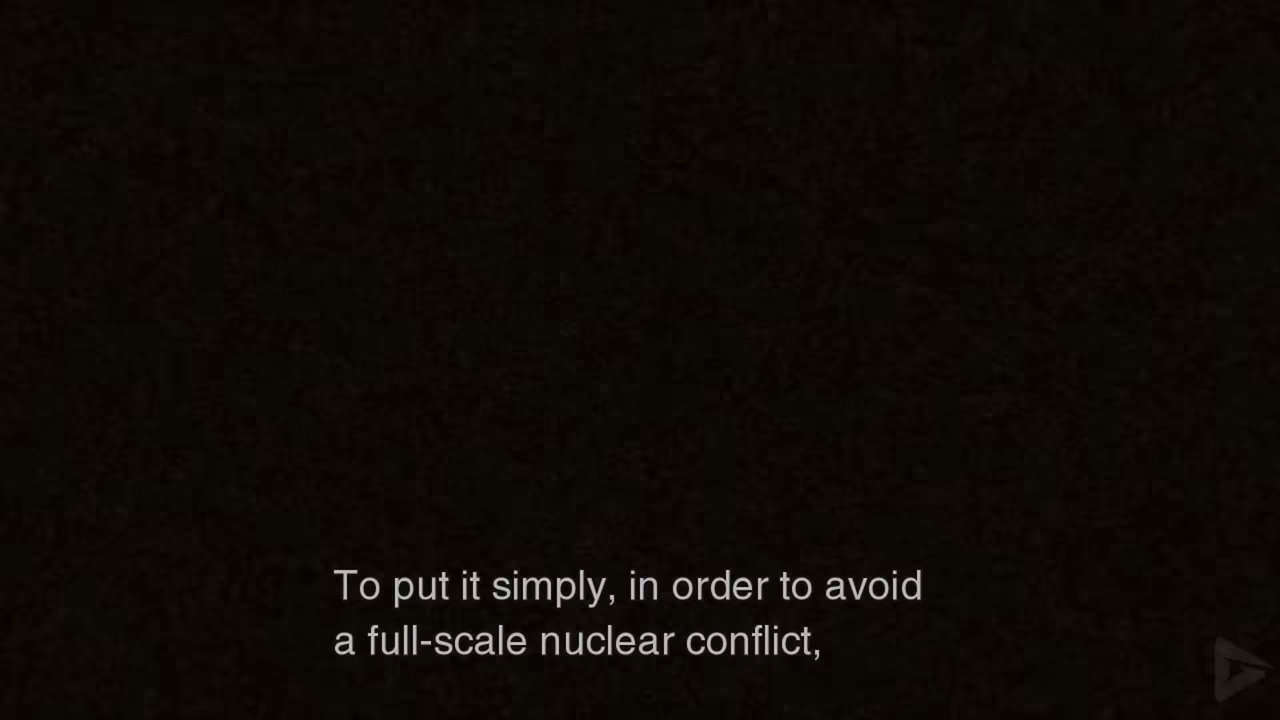 To put it simply, in order to avoid
a full-scale nuclear conflict,